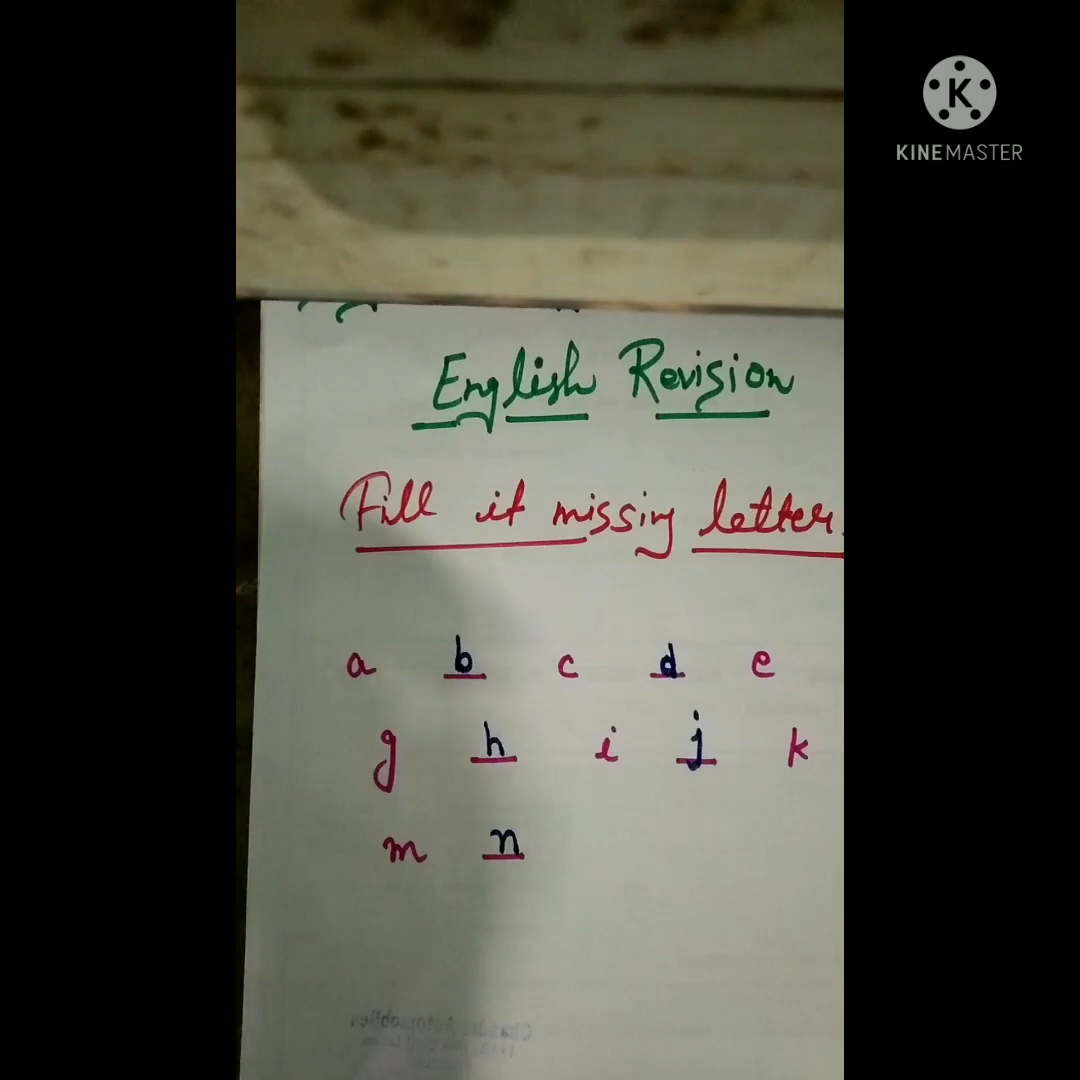 K
KINEMASTER
English Revision
Fill it missing letter.
a b c d e
g h i j k
m n